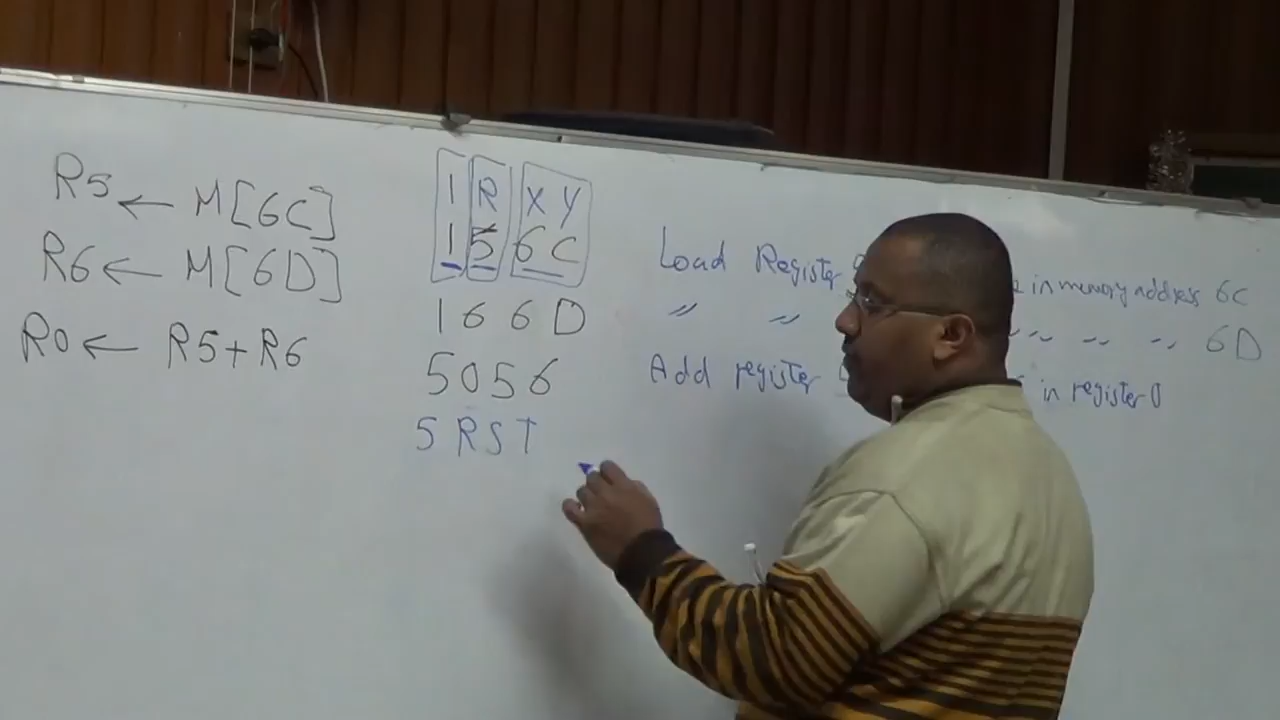 R5 ← M[6C]
R6 ← M[6D]
R0 ← R5+R6
1 R X Y
1 5 6 C
1 6 6 D
5 0 5 6
5 R S T
Load Register in memory address 6C
〃 〃 〃 〃 〃 6D
Add register in register 0